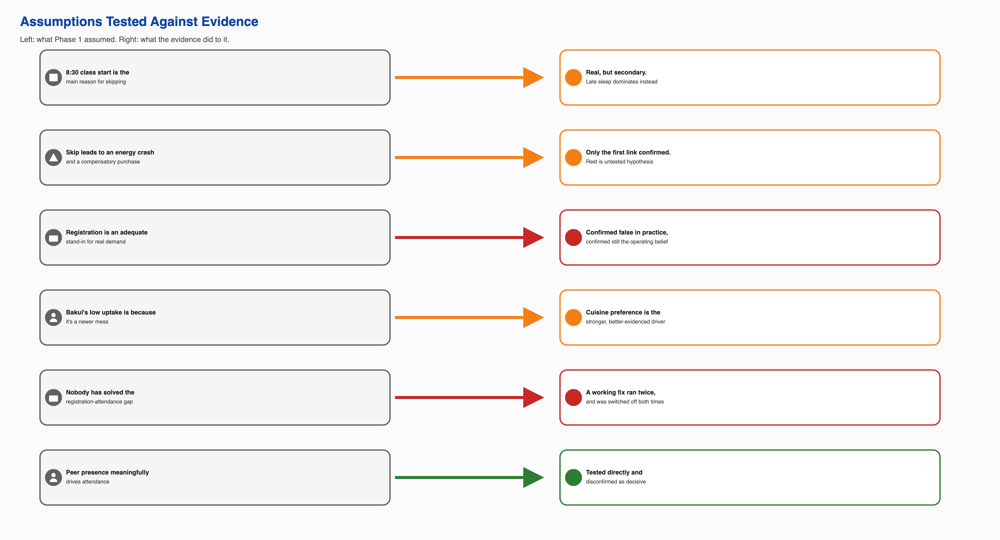 Assumptions Tested Against Evidence
Left: what Phase 1 assumed. Right: what the evidence did to it.
8:30 class start is the
main reason for skipping
Real, but secondary.
Late sleep dominates instead
Skip leads to an energy crash
and a compensatory purchase
Only the first link confirmed.
Rest is untested hypothesis
Registration is an adequate
stand-in for real demand
Confirmed false in practice,
confirmed still the operating belief
Bakul's low uptake is because
it's a newer mess
Cuisine preference is the
stronger, better-evidenced driver
Nobody has solved the
registration-attendance gap
A working fix ran twice,
and was switched off both times
Peer presence meaningfully
drives attendance
Tested directly and
disconfirmed as decisive